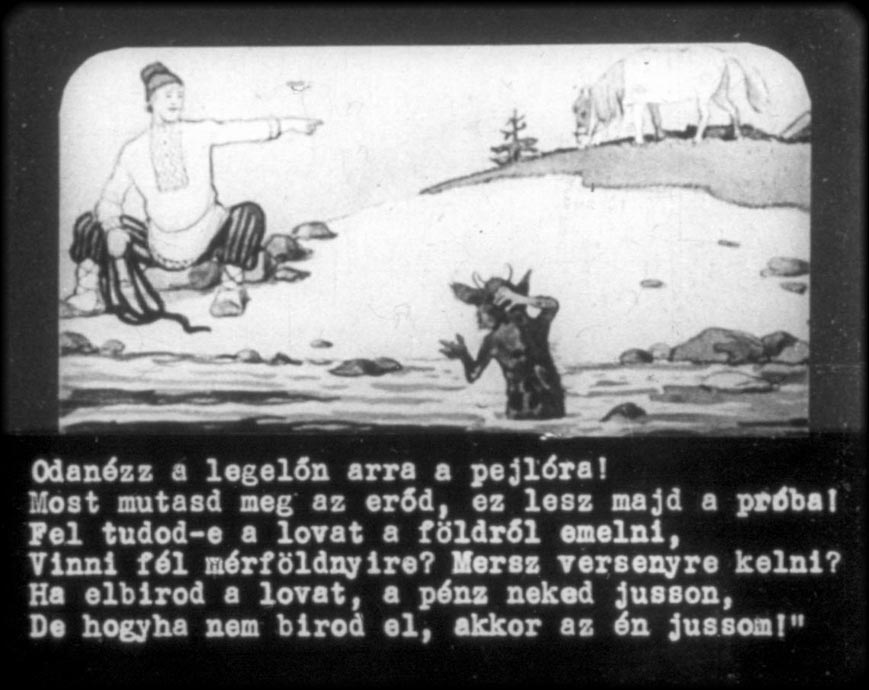 Odanézz a legelőn arra a pejlóra!
Most mutasd meg az erőd, ez lesz majd a próba!
Fel tudod-e a lovat a földről emelni,
Vinni fél mérföldnyire? Mersz versenyre kelni?
Ha elbirod a lovat, a pénz neked jusson,
De hogyha nem birod el, akkor az én jussom!"